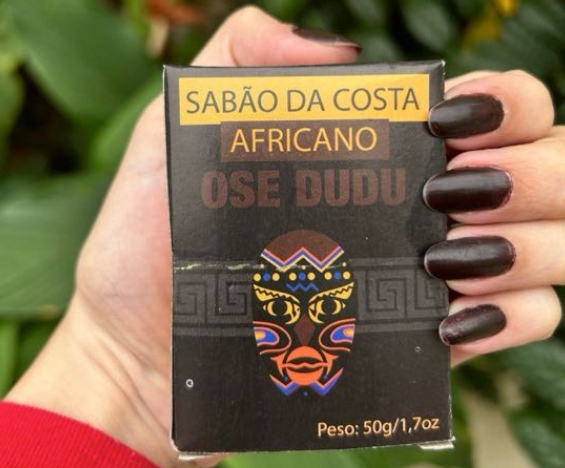 SABÃO DA COSTA
AFRICANO
OSE DUDU
Peso: 50g/1,7oz